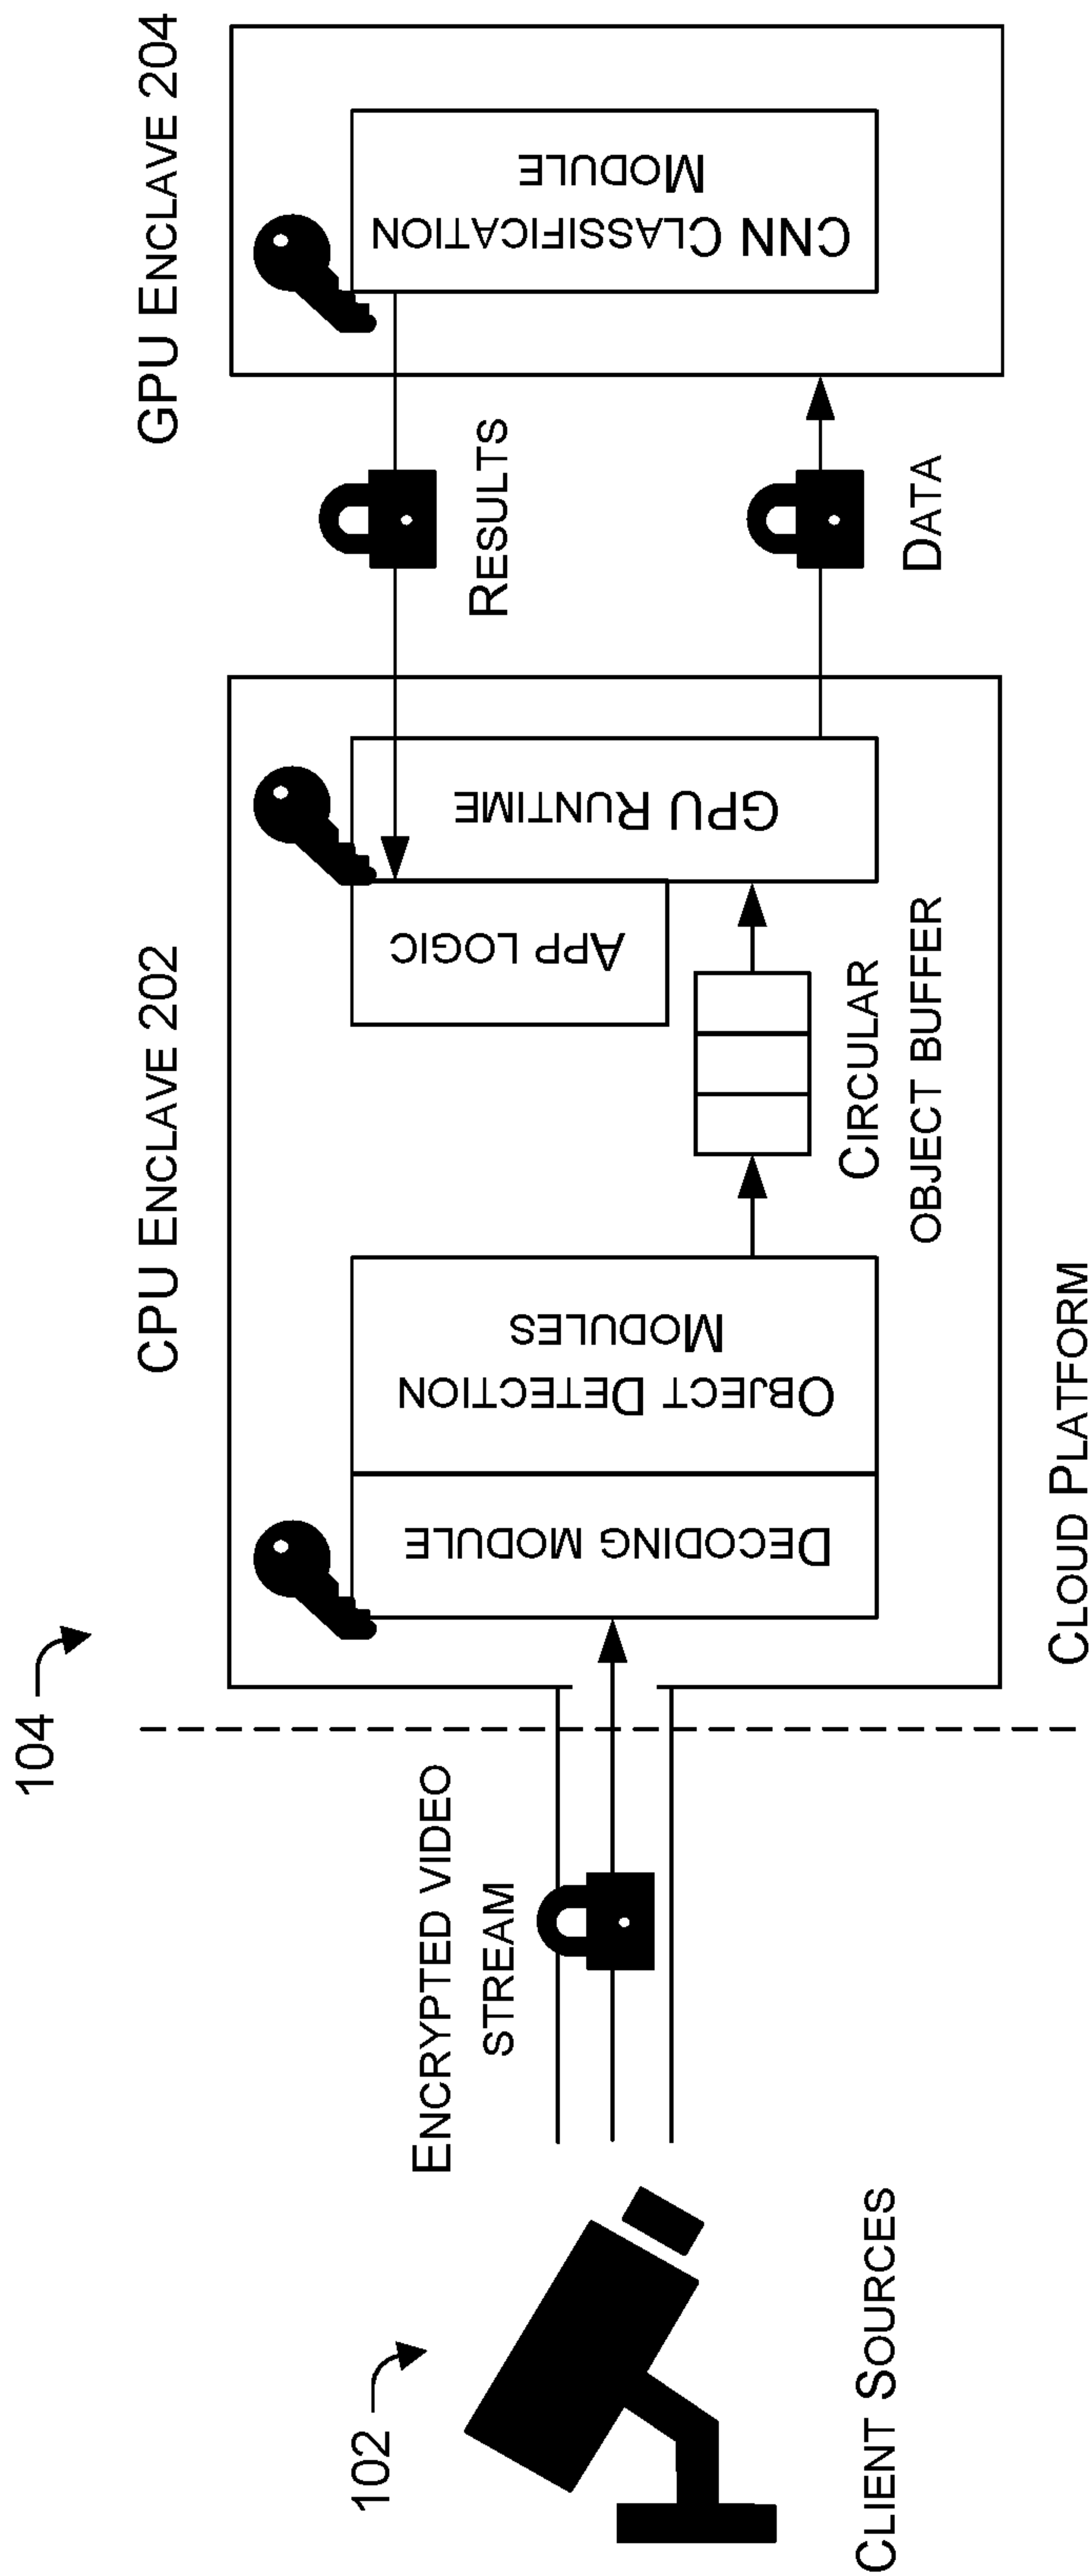 104
102
CLIENT SOURCES
ENCRYPTED VIDEO
STREAM
CLOUD PLATFORM
CPU ENCLAVE 202
DECODING MODULE
OBJECT DETECTION
MODULES
CIRCULAR
OBJECT BUFFER
APP LOGIC
GPU RUNTIME
RESULTS
DATA
GPU ENCLAVE 204
CNN CLASSIFICATION
MODULE